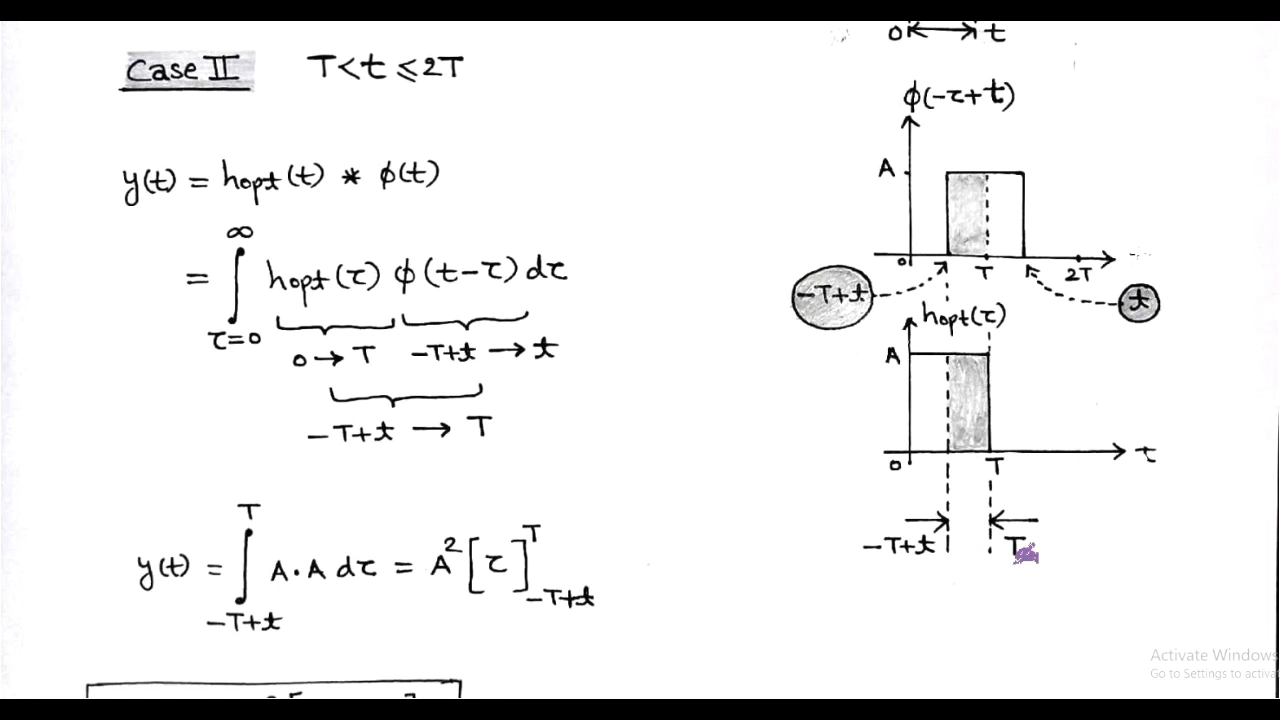 Case II T < t ≤ 2T
y(t) = hopt(t) * ϕ(t)
= ∫_{τ=0}^{∞} hopt(τ) ϕ(t-τ) dτ
0 → T -T+t → t
-T+t → T
y(t) = ∫_{-T+t}^{T} A·A dτ = A² [τ]_{-T+t}^{T}
0 t
ϕ(-τ+t)
A
0 T 2T
-T+t t
hopt(τ)
A
0 T τ
-T+t T
Activate Windows
Go to Settings to activa